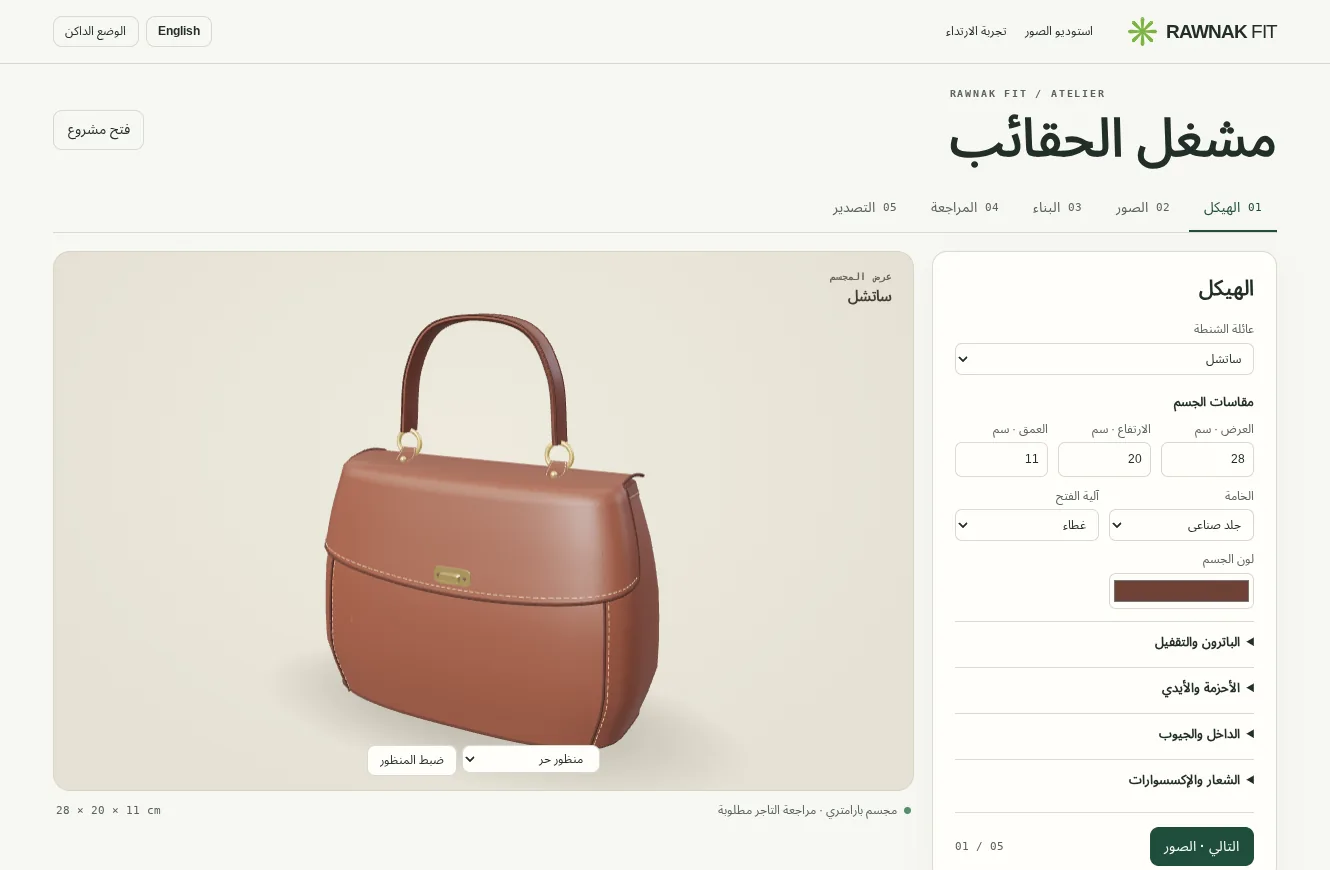 RAWNAK FIT
استوديو الصور
تجربة الارتداء
English
الوضع الداكن
RAWNAK FIT / ATELIER
مشغل الحقائب
فتح مشروع
01 الهيكل
02 الصور
03 البناء
04 المراجعة
05 التصدير
الهيكل
عائلة الشنطة
ساتشل
مقاسات الجسم
العرض · سم
الارتفاع · سم
العمق · سم
28
20
11
الخامة
آلية الفتح
جلد صناعى
غطاء
لون الجسم
الباترون والتقفيل
الأحزمة والأيدي
الداخل والجيوب
الشعار والإكسسوارات
التالي · الصور
01 / 05
عرض المجسم
ساتشل
منظور حر
ضبط المنظور
مجسم بارامتري · مراجعة التاجر مطلوبة
28 × 20 × 11 cm